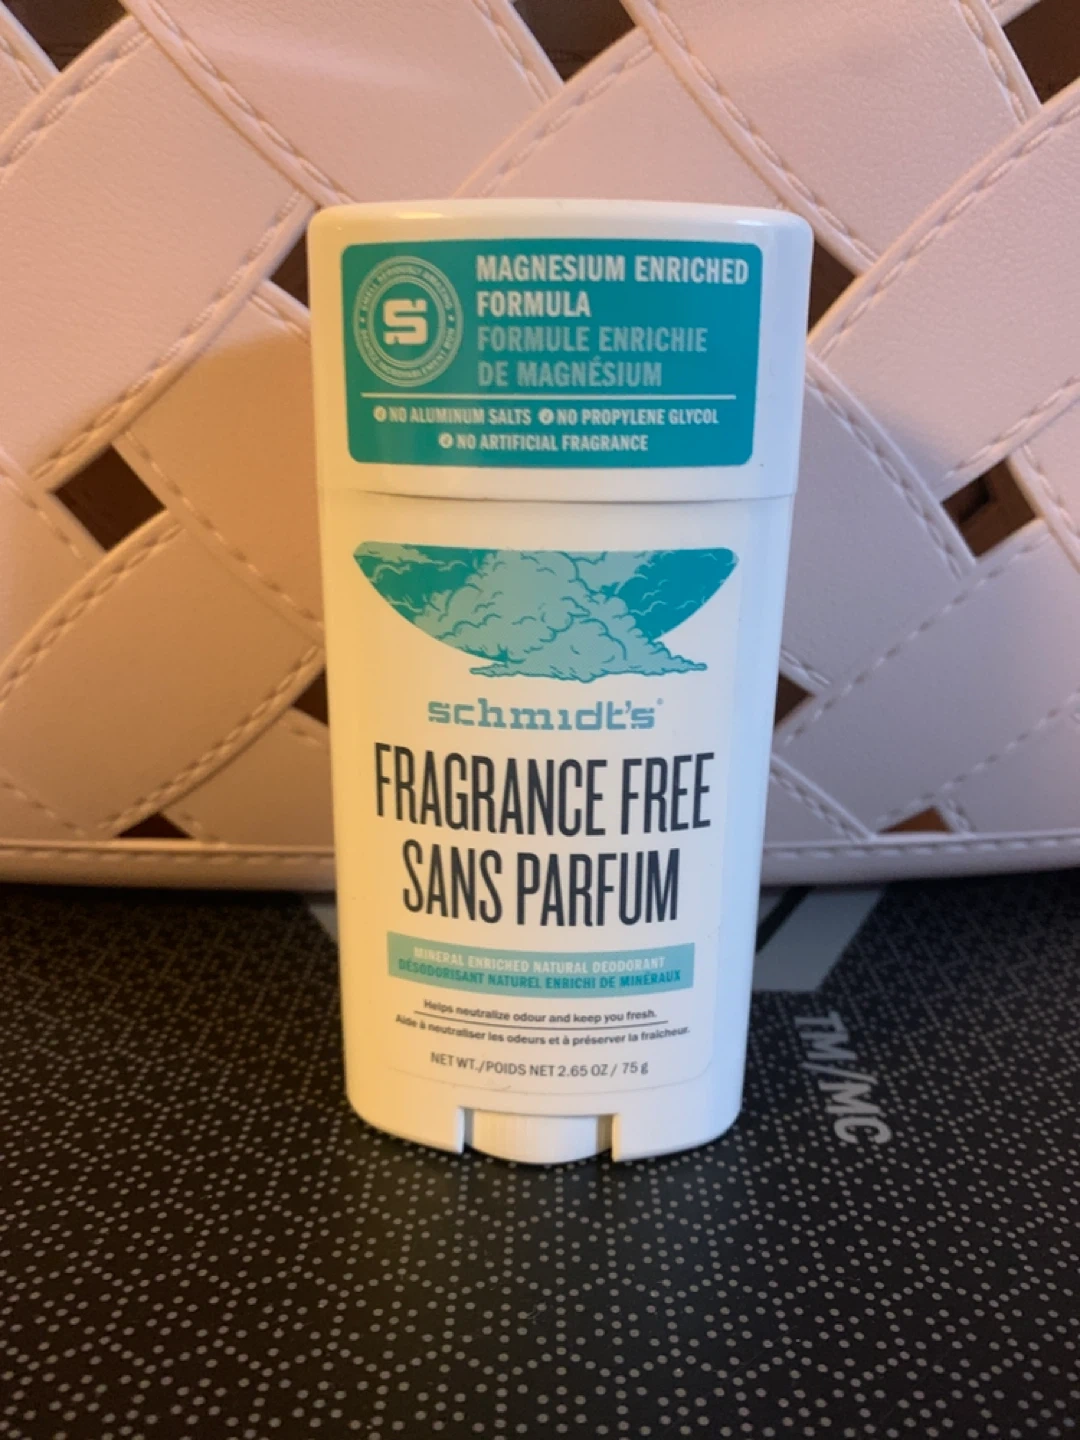 S
MAGNESIUM ENRICHED
FORMULA
FORMULE ENRICHIE
DE MAGNÉSIUM
NO ALUMINUM SALTS NO PROPYLENE GLYCOL
NO ARTIFICIAL FRAGRANCE
schmidt's
FRAGRANCE FREE
SANS PARFUM
MINERAL ENRICHED NATURAL DEODORANT
DÉSODORISANT NATUREL ENRICHI DE MINÉRAUX
Helps neutralize odour and keep you fresh.
Aide à neutraliser les odeurs et à préserver la fraîcheur.
NET WT./POIDS NET 2.65 OZ / 75 g
TM/MC